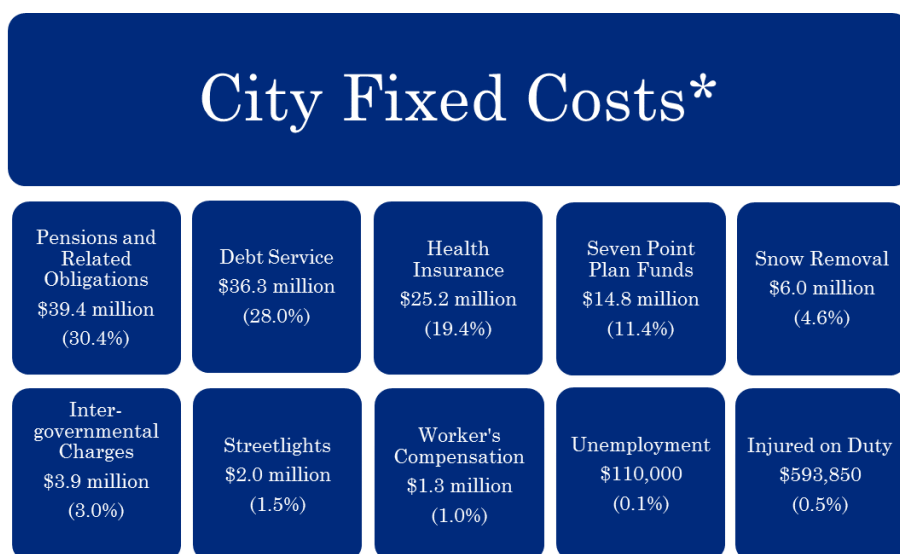 City Fixed Costs*
Pensions and
Related
Obligations
$39.4 million
(30.4%)
Debt Service
$36.3 million
(28.0%)
Health
Insurance
$25.2 million
(19.4%)
Seven Point
Plan Funds
$14.8 million
(11.4%)
Snow Removal
$6.0 million
(4.6%)
Inter-
governmental
Charges
$3.9 million
(3.0%)
Streetlights
$2.0 million
(1.5%)
Worker's
Compensation
$1.3 million
(1.0%)
Unemployment
$110,000
(0.1%)
Injured on Duty
$593,850
(0.5%)